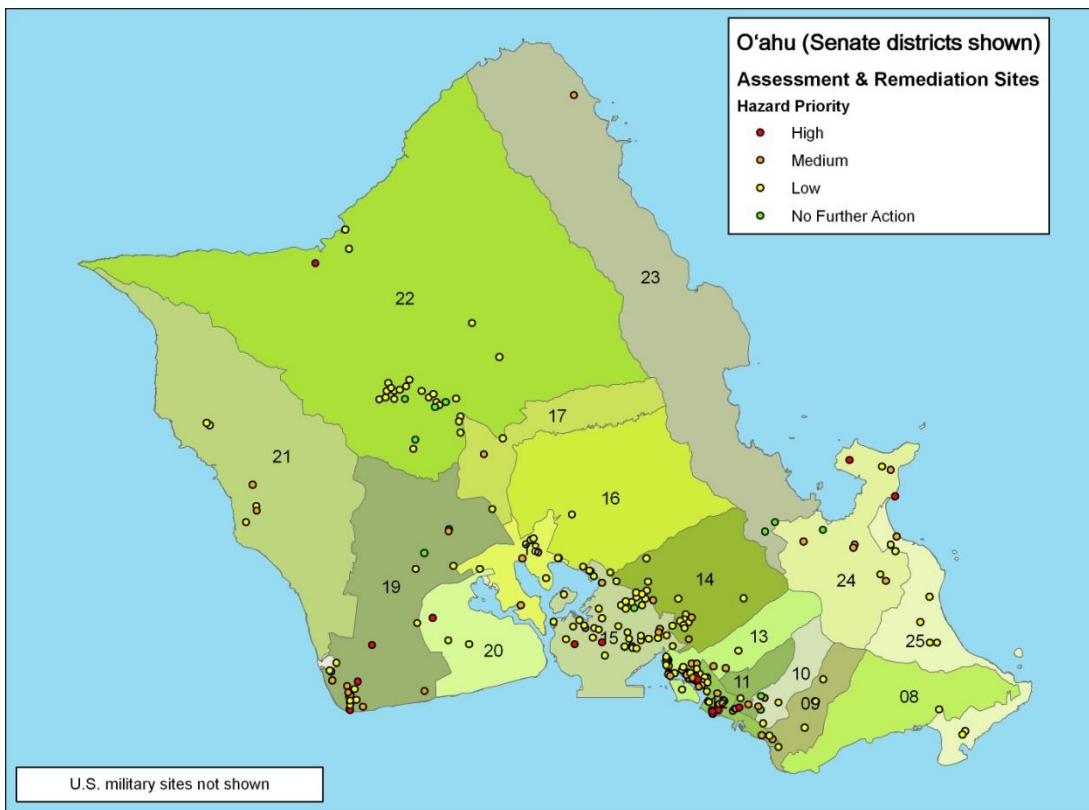 O‘ahu (Senate districts shown)
Assessment & Remediation Sites
Hazard Priority
High
Medium
Low
No Further Action
23
22
17
21
16
19
14
24
15
13
20
25
11
10
08
09
U.S. military sites not shown